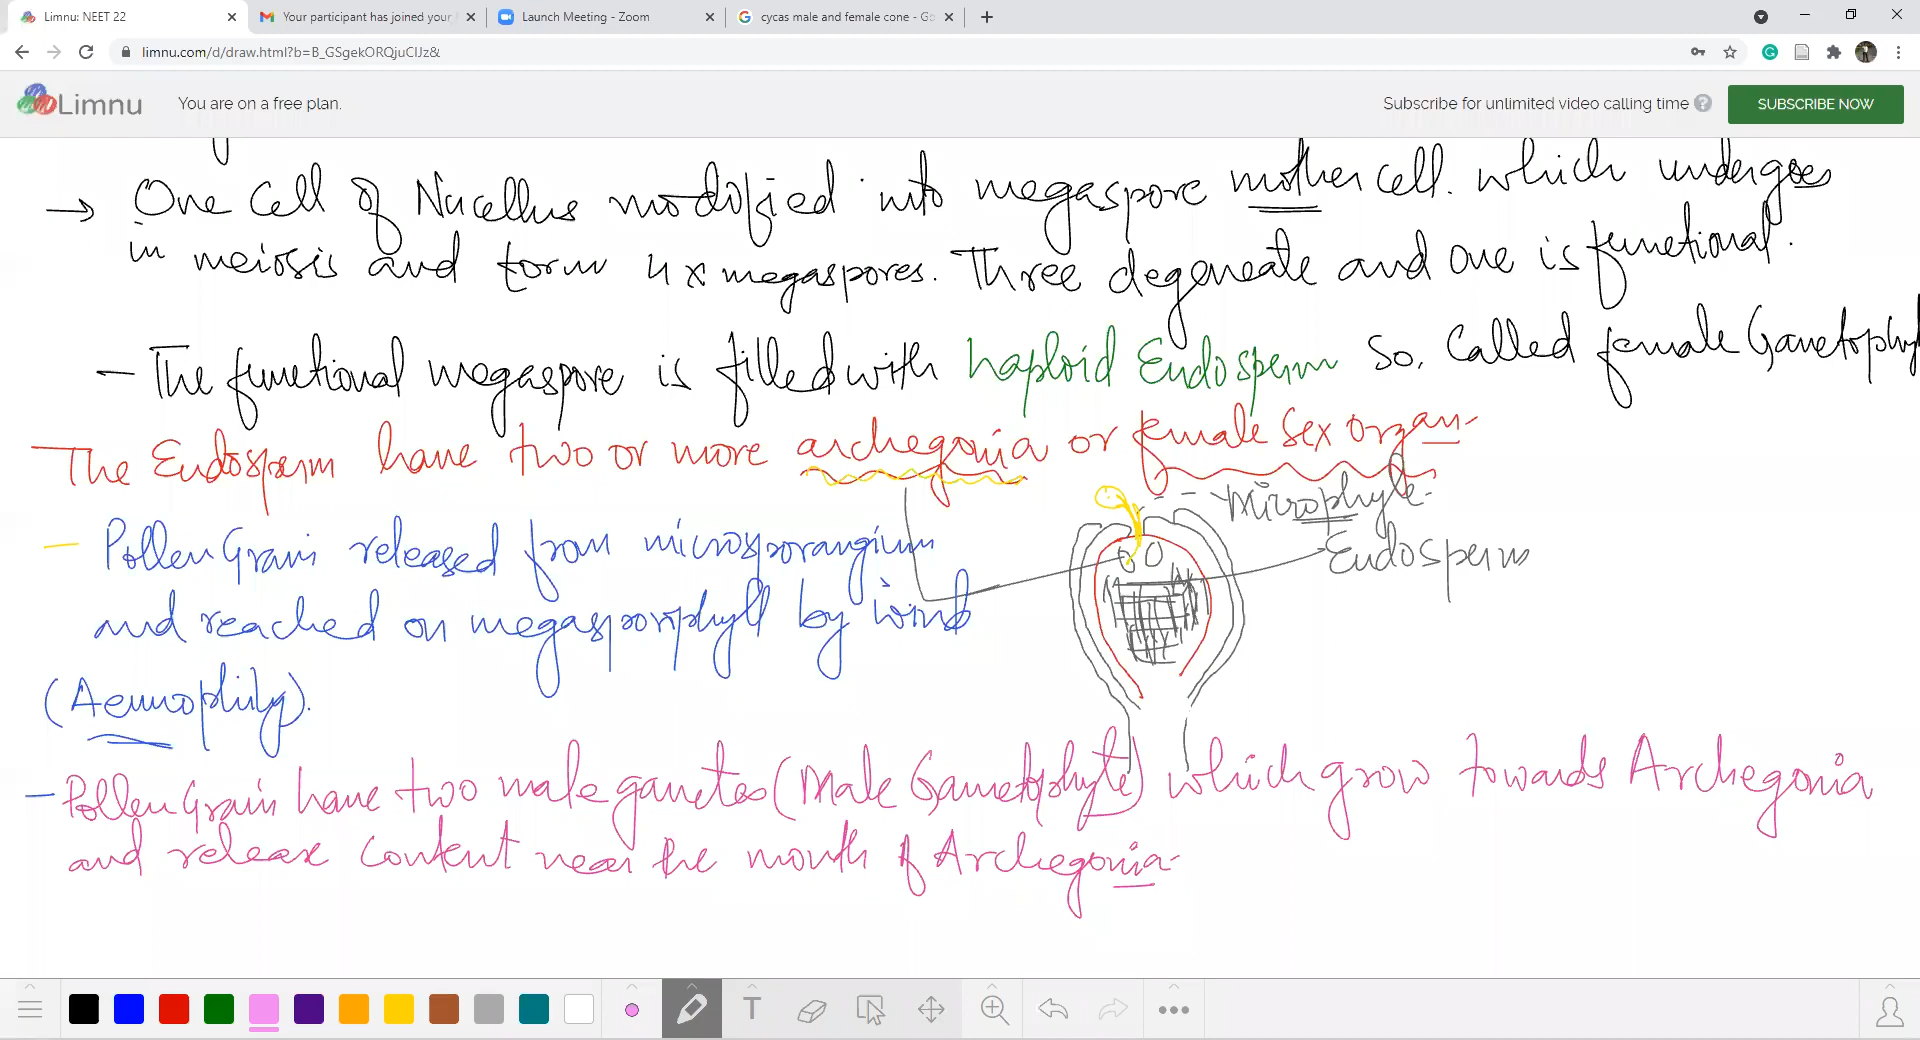 Limnu: NEET 22
Your participant has joined your
Launch Meeting - Zoom
cycas male and female cone - Go
limnu.com/d/draw.html?b=B_GSgekORQjuClJz&
Limnu
You are on a free plan.
Subscribe for unlimited video calling time ?
SUBSCRIBE NOW
→ One Cell of Nucellus modified into megaspore mother cell. which undergoes
in meiosis and form 4x megaspores. Three degeneate and one is functional.
- The functional megaspore is filled with haploid Endosperm So, Called female Gametophy
The Endosperm have two or more archegonia or female Sex organ-
- Microphyle-
- Pollen Grain released from microsporangium
Endosperm
and reached on megasporophyll by wind
(Aemophily).
- Pollen Grain have two male gametes (Male Gametophyte) which grow towards Archegonia
and release Content near the mouth of Archegonia-
T